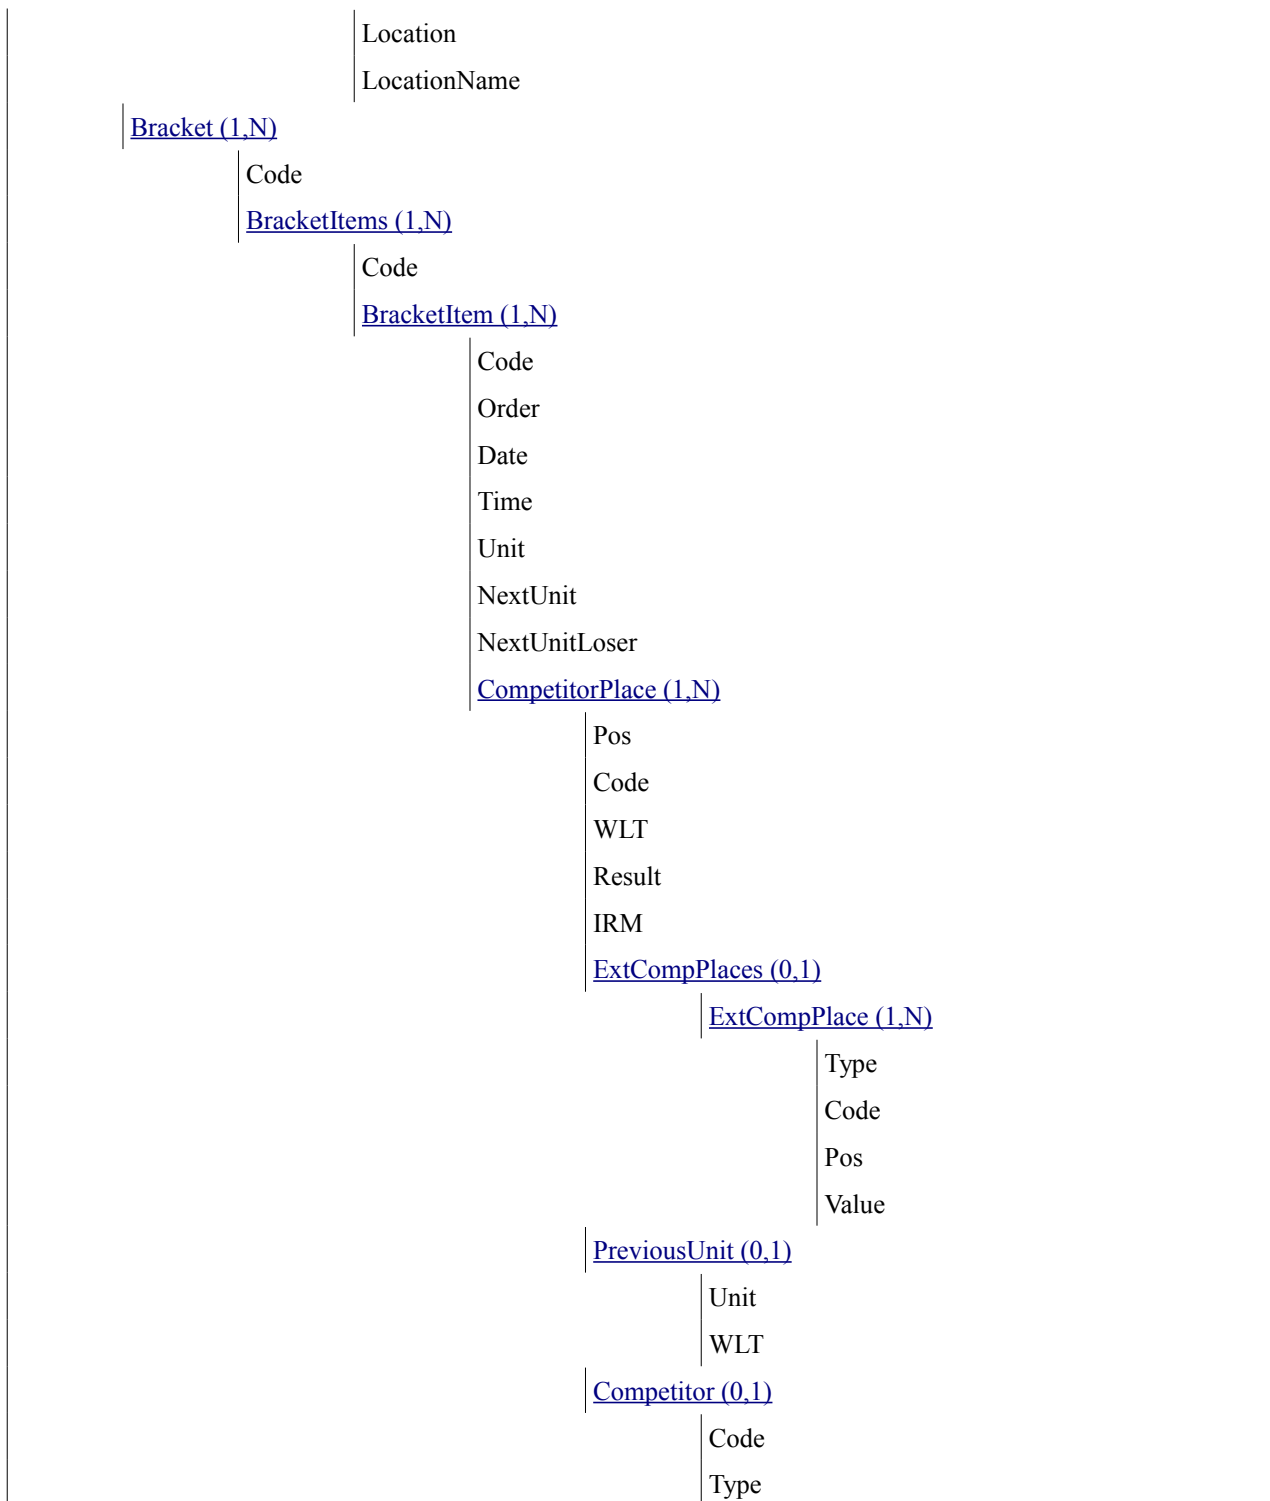 Location
LocationName
Bracket (1,N)
Code
BracketItems (1,N)
Code
BracketItem (1,N)
Code
Order
Date
Time
Unit
NextUnit
NextUnitLoser
CompetitorPlace (1,N)
Pos
Code
WLT
Result
IRM
ExtCompPlaces (0,1)
ExtCompPlace (1,N)
Type
Code
Pos
Value
PreviousUnit (0,1)
Unit
WLT
Competitor (0,1)
Code
Type